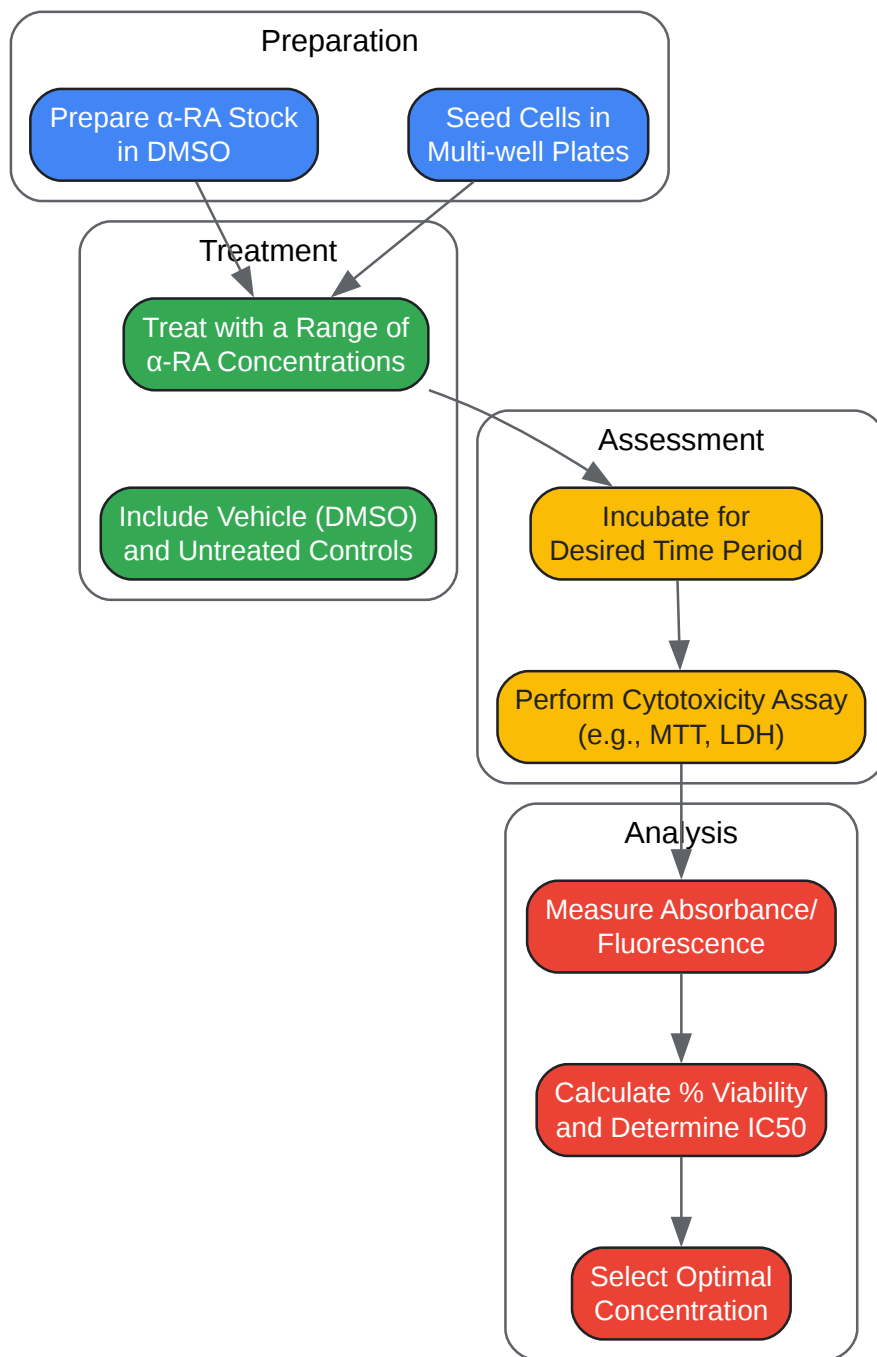 Preparation
Prepare α-RA Stock
in DMSO
Seed Cells in
Multi-well Plates
Treatment
Treat with a Range of
α-RA Concentrations
Include Vehicle (DMSO)
and Untreated Controls
Assessment
Incubate for
Desired Time Period
Perform Cytotoxicity Assay
(e.g., MTT, LDH)
Analysis
Measure Absorbance/
Fluorescence
Calculate % Viability
and Determine IC50
Select Optimal
Concentration